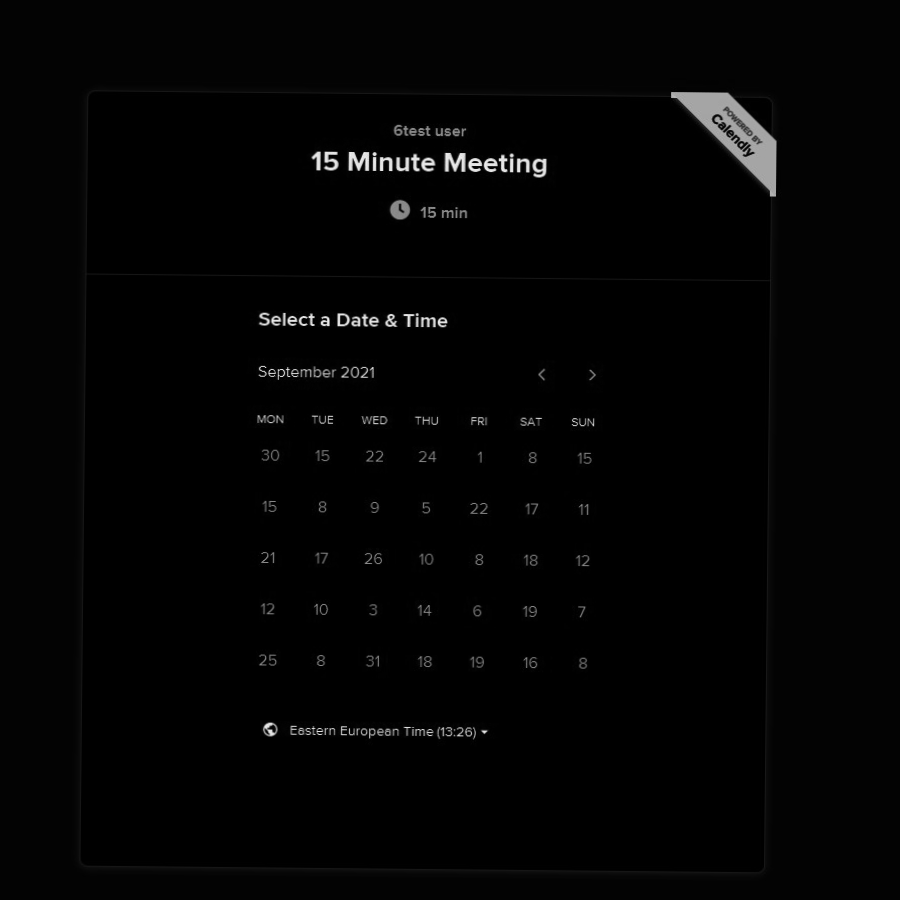 POWERED BY
Calendly
6test user
15 Minute Meeting
15 min
Select a Date & Time
September 2021
MON TUE WED THU FRI SAT SUN
30 15 22 24 1 8 15
15 8 9 5 22 17 11
21 17 26 10 8 18 12
12 10 3 14 6 19 7
25 8 31 18 19 16 8
Eastern European Time (13:26)